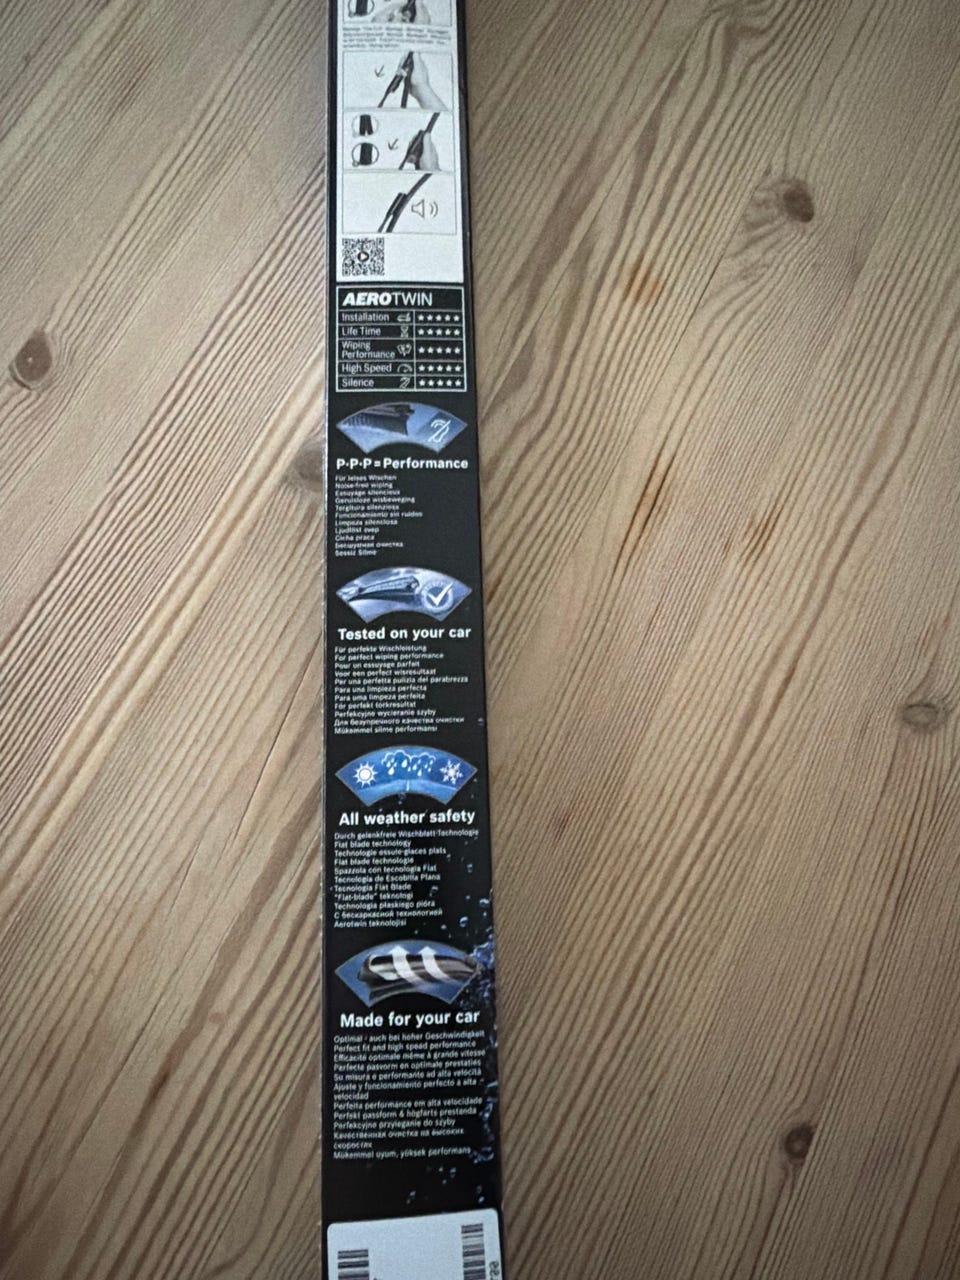 AEROTWIN
Installation ★★★★★
Life Time ★★★★★
Wiping
Performance ★★★★★
High Speed ★★★★★
Silence ★★★★★
P·P·P = Performance
Für leises Wischen
Noise-free wiping
Essuyage silencieux
Geruisloze wisbeweging
Tergitura silenziosa
Funcionamiento sin ruidos
Limpeza silenciosa
Ljudlöst svep
Cicha praca
Бесшумная очистка
Sessiz Silme
Tested on your car
Für perfekte Wischleistung
For perfect wiping performance
Pour un essuyage parfait
Voor een perfect wisresultaat
Per una perfetta pulizia del parabrezza
Para una limpieza perfecta
Para uma limpeza perfeita
För perfekt torkresultat
Perfekcyjne wycieranie szyby
Для безупречного качества очистки
Mükemmel silme performansı
All weather safety
Durch gelenkfreie Wischblatt-Technologie
Flat blade technology
Technologie essuie-glaces plats
Flat blade technologie
Spazzola con tecnologia Flat
Tecnología de Escobilla Plana
Tecnologia Flat Blade
"Flat-blade" teknologi
Technologia płaskiego pióra
С бескаркасной технологией
Aerotwin teknolojisi
Made for your car
Optimal - auch bei hoher Geschwindigkeit
Perfect fit and high speed performance
Efficacité optimale même à grande vitesse
Perfecte pasvorm en optimale prestaties
Su misura e performante ad alta velocità
Ajuste y funcionamiento perfecto a alta
velocidad
Perfeita performance em alta velocidade
Perfekt passform & högfarts prestanda
Perfekcyjne przyleganie do szyby
Качественная очистка на высоких
скоростях
Mükemmel uyum, yüksek performans